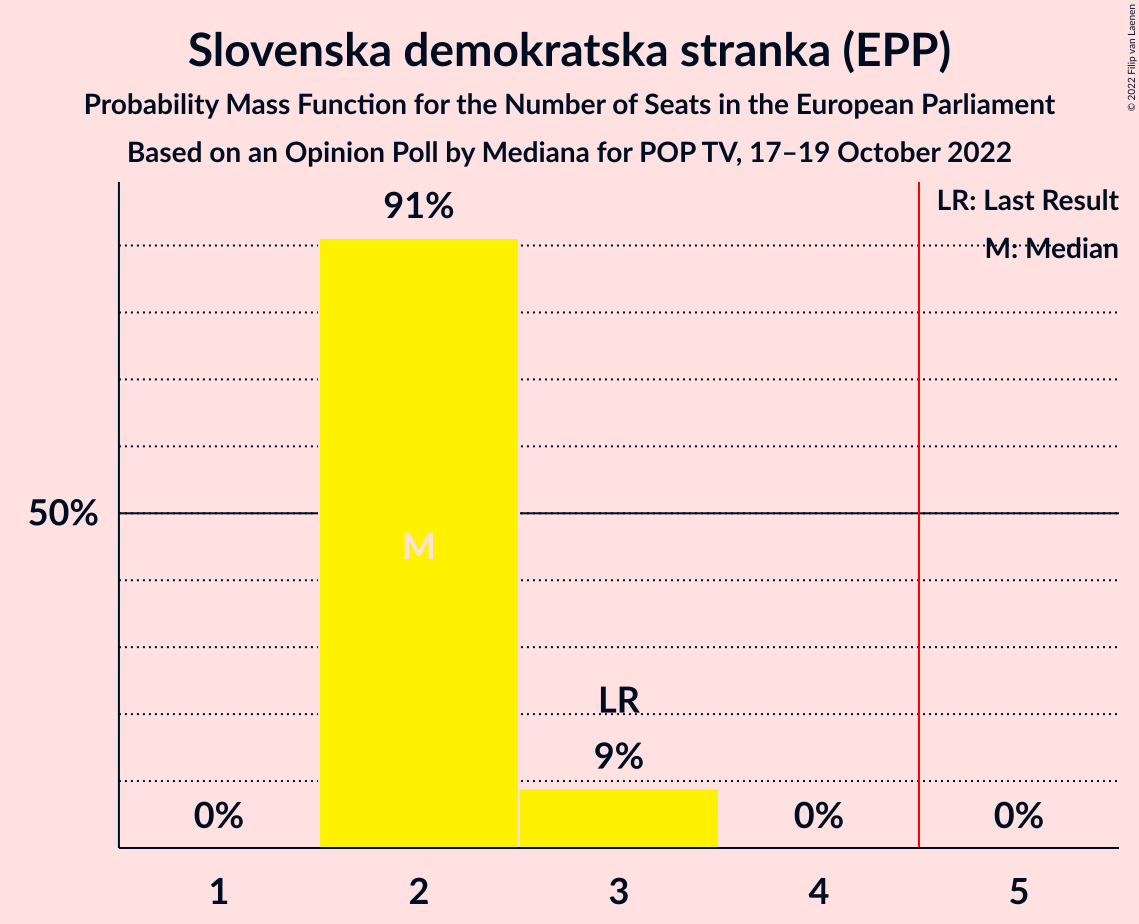 Slovenska demokratska stranka (EPP)
Probability Mass Function for the Number of Seats in the European Parliament
Based on an Opinion Poll by Mediana for POP TV, 17–19 October 2022
© 2022 Filip van Laenen
LR: Last Result
M: Median
91%
50%
M
LR
9%
0%
0%
0%
1
2
3
4
5